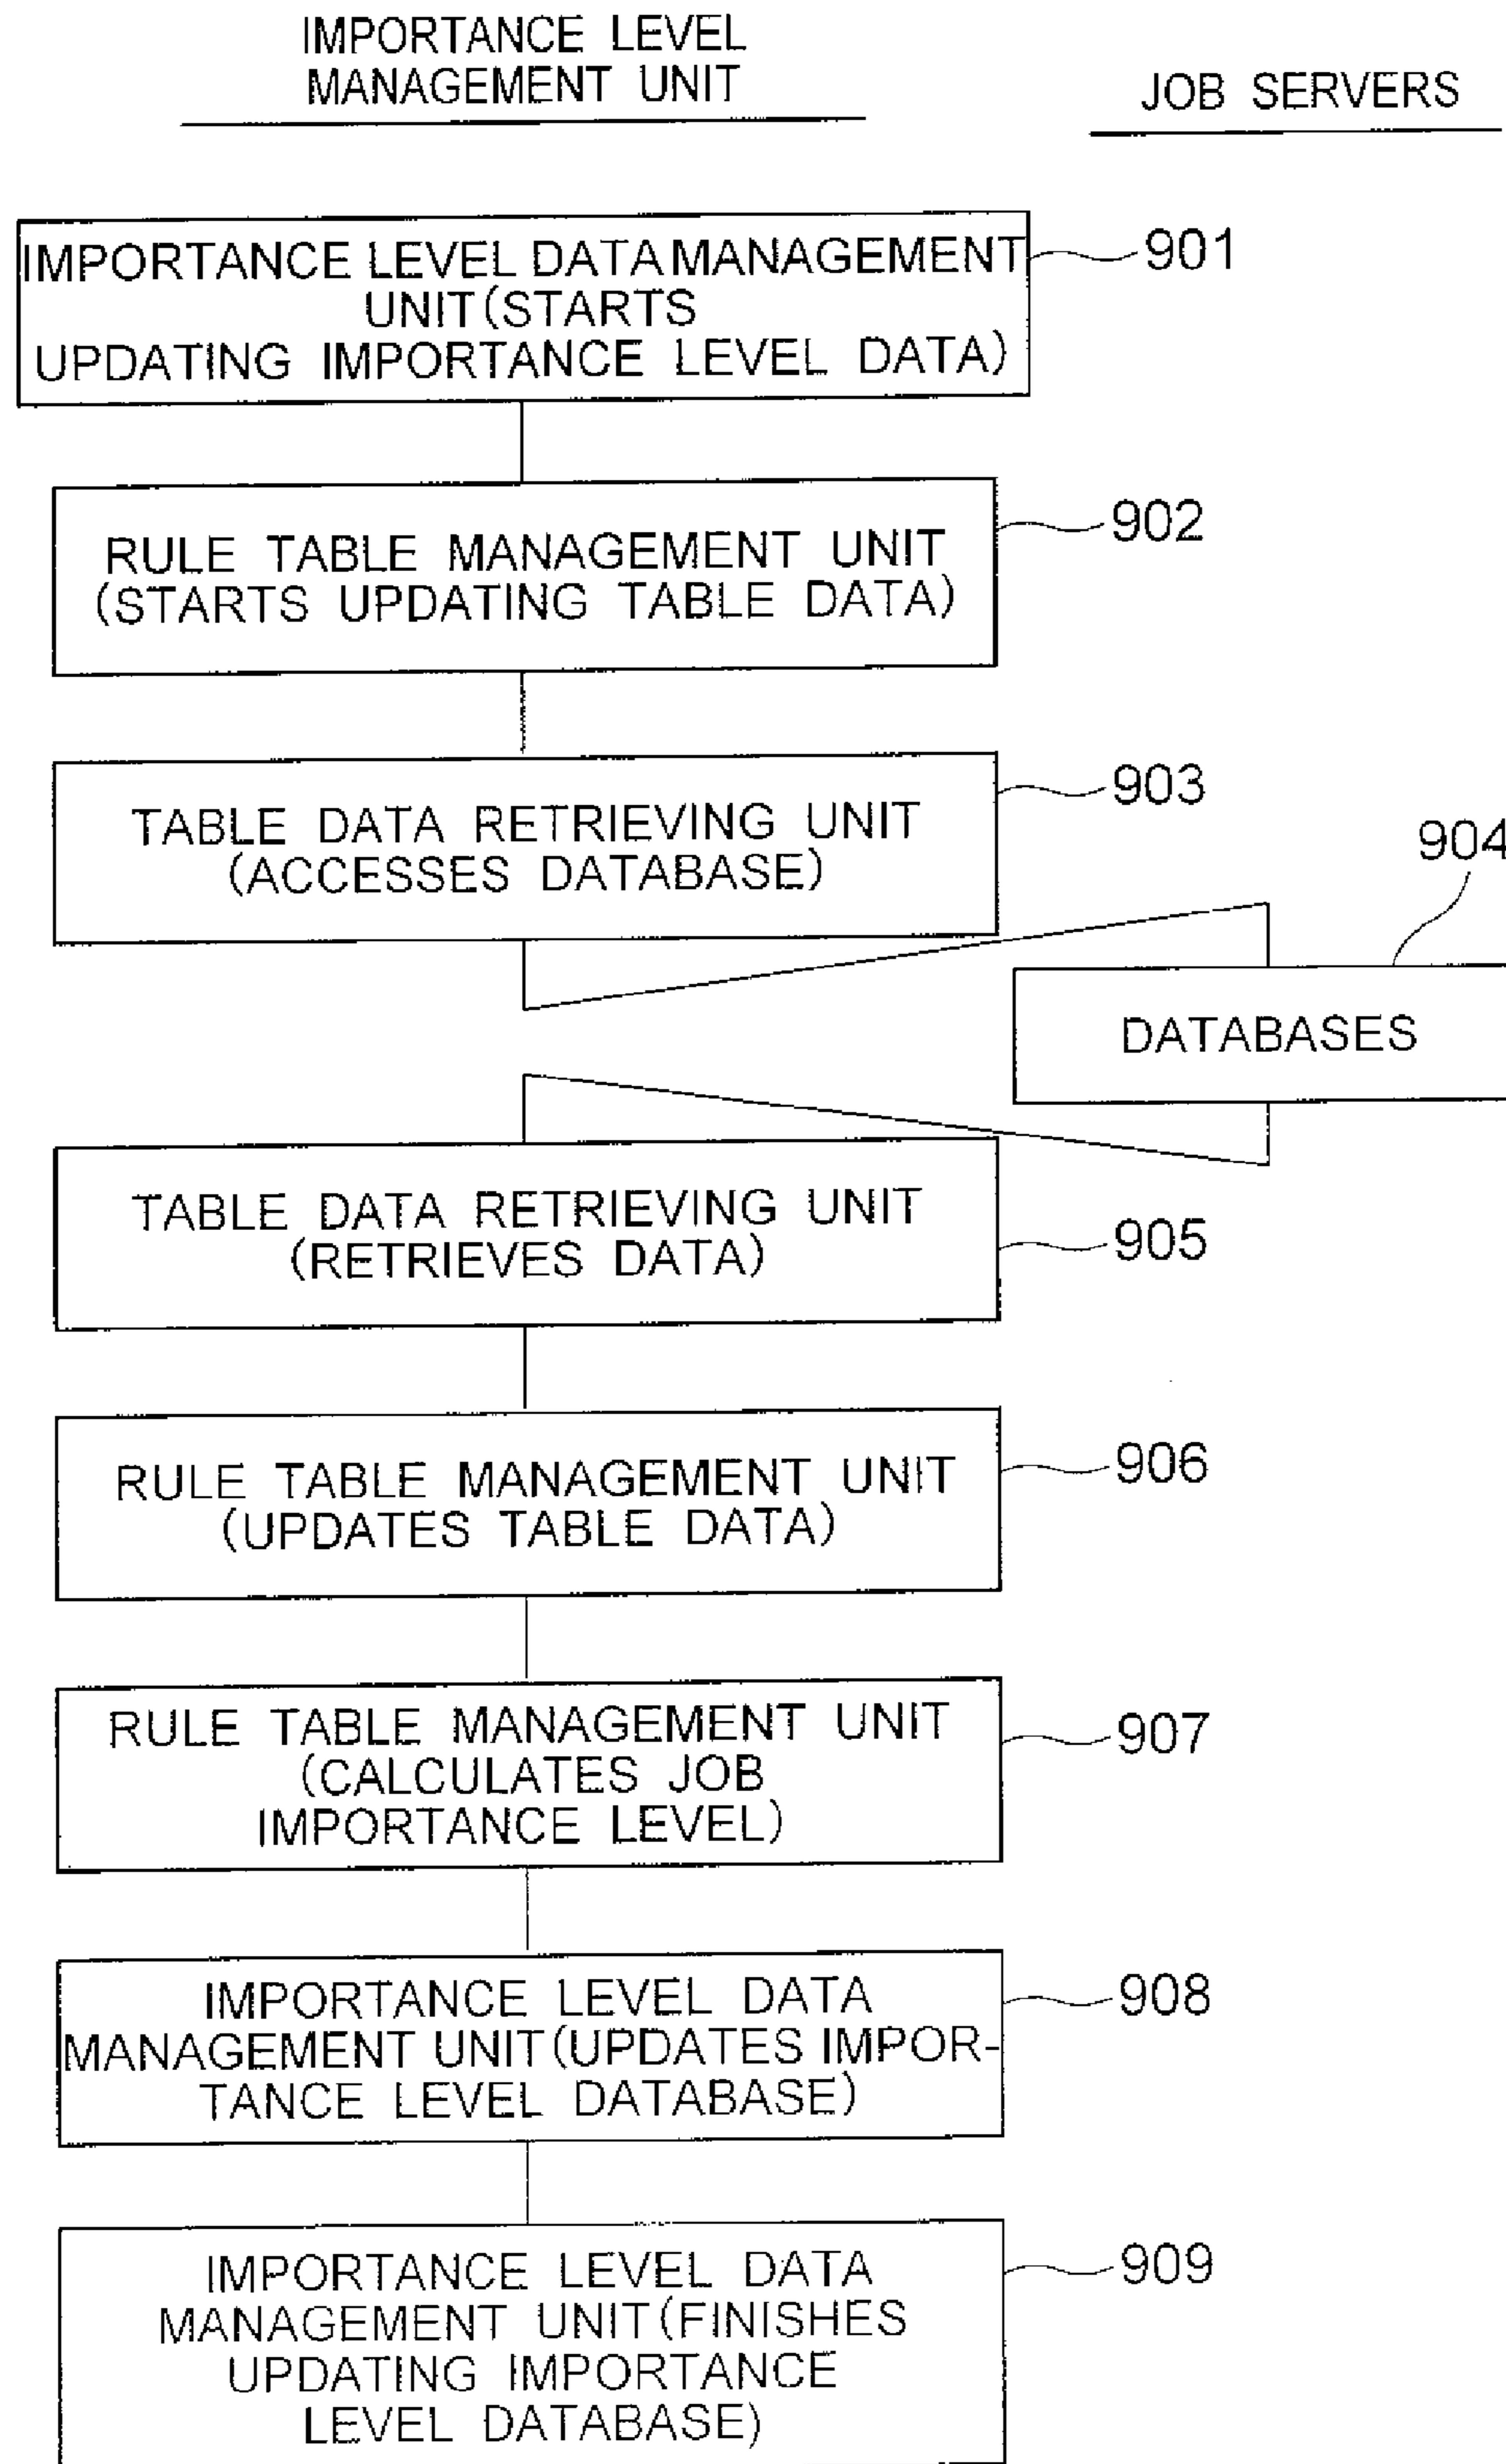 IMPORTANCE LEVEL
MANAGEMENT UNIT
JOB SERVERS
IMPORTANCE LEVEL DATA MANAGEMENT
UNIT(STARTS
UPDATING IMPORTANCE LEVEL DATA)
901
RULE TABLE MANAGEMENT UNIT
(STARTS UPDATING TABLE DATA)
902
TABLE DATA RETRIEVING UNIT
(ACCESSES DATABASE)
903
904
DATABASES
TABLE DATA RETRIEVING UNIT
(RETRIEVES DATA)
905
RULE TABLE MANAGEMENT UNIT
(UPDATES TABLE DATA)
906
RULE TABLE MANAGEMENT UNIT
(CALCULATES JOB
IMPORTANCE LEVEL)
907
IMPORTANCE LEVEL DATA
MANAGEMENT UNIT(UPDATES IMPOR-
TANCE LEVEL DATABASE)
908
IMPORTANCE LEVEL DATA
MANAGEMENT UNIT(FINISHES
UPDATING IMPORTANCE
LEVEL DATABASE)
909